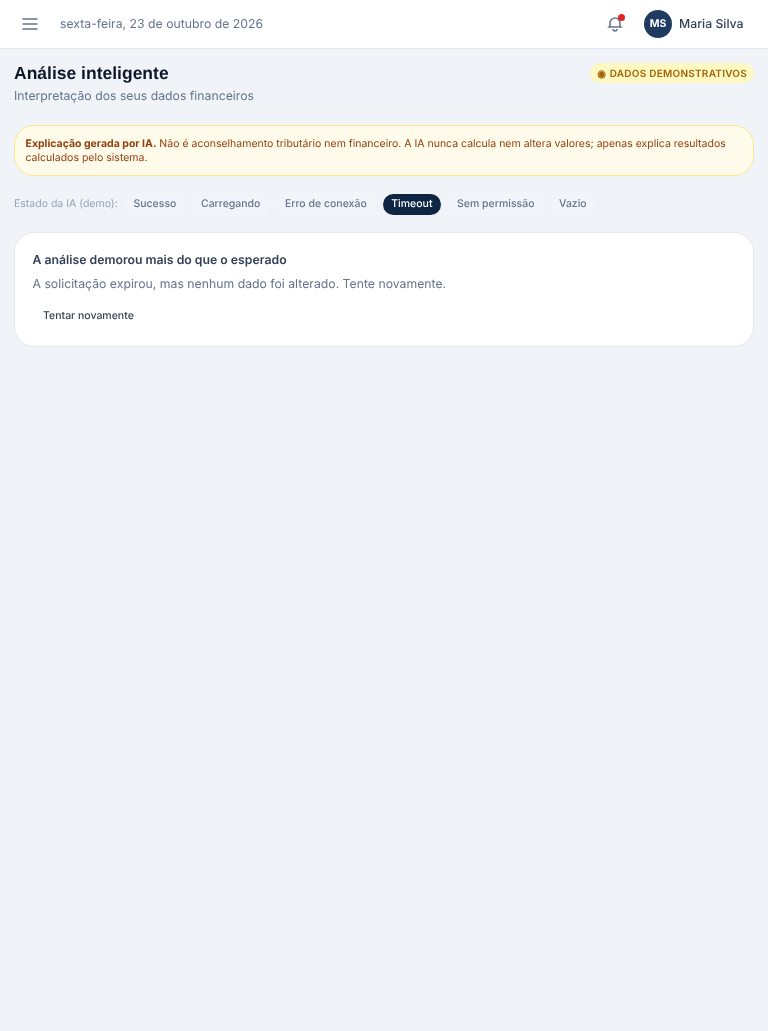 sexta-feira, 23 de outubro de 2026
MS
Maria Silva
Análise inteligente
◉ DADOS DEMONSTRATIVOS
Interpretação dos seus dados financeiros
Explicação gerada por IA. Não é aconselhamento tributário nem financeiro. A IA nunca calcula nem altera valores; apenas explica resultados
calculados pelo sistema.
Estado da IA (demo): Sucesso Carregando Erro de conexão Timeout Sem permissão Vazio
A análise demorou mais do que o esperado
A solicitação expirou, mas nenhum dado foi alterado. Tente novamente.
Tentar novamente